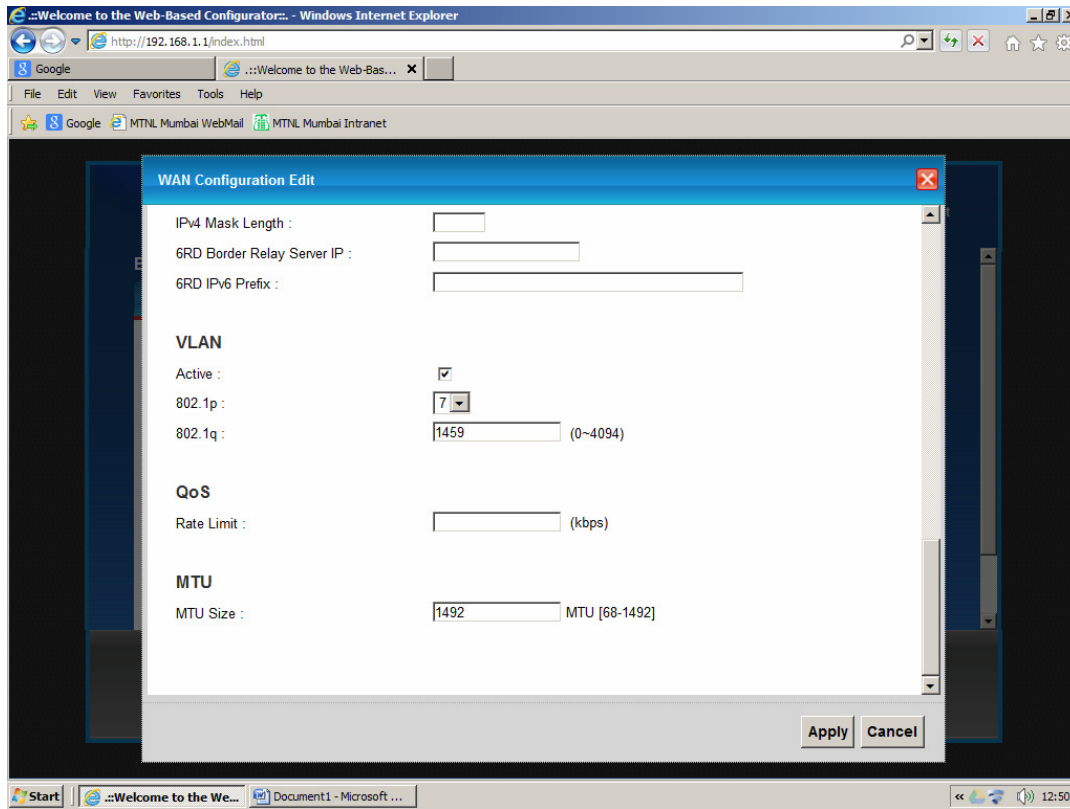 .::Welcome to the Web-Based Configurator::. - Windows Internet Explorer
http://192.168.1.1/index.html
Google
.::Welcome to the Web-Bas...
File Edit View Favorites Tools Help
Google MTNL Mumbai WebMail MTNL Mumbai Intranet
WAN Configuration Edit
IPv4 Mask Length :
6RD Border Relay Server IP :
6RD IPv6 Prefix :
VLAN
Active :
802.1p : 7
802.1q : 1459 (0~4094)
QoS
Rate Limit : (kbps)
MTU
MTU Size : 1492 MTU [68-1492]
Apply Cancel
Start .::Welcome to the We... Document1 - Microsoft ... 12:50